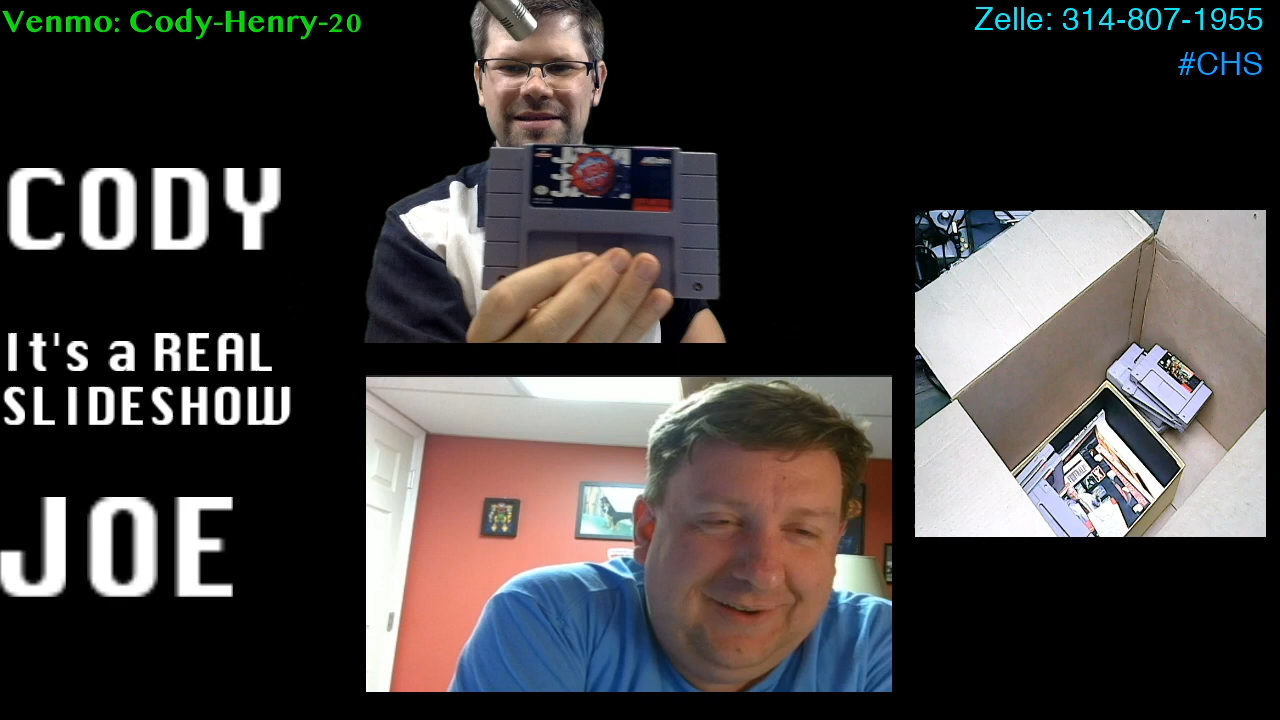 Venmo: Cody-Henry-20
Zelle: 314-807-1955
#CHS
CODY
It's a REAL
SLIDESHOW
JOE